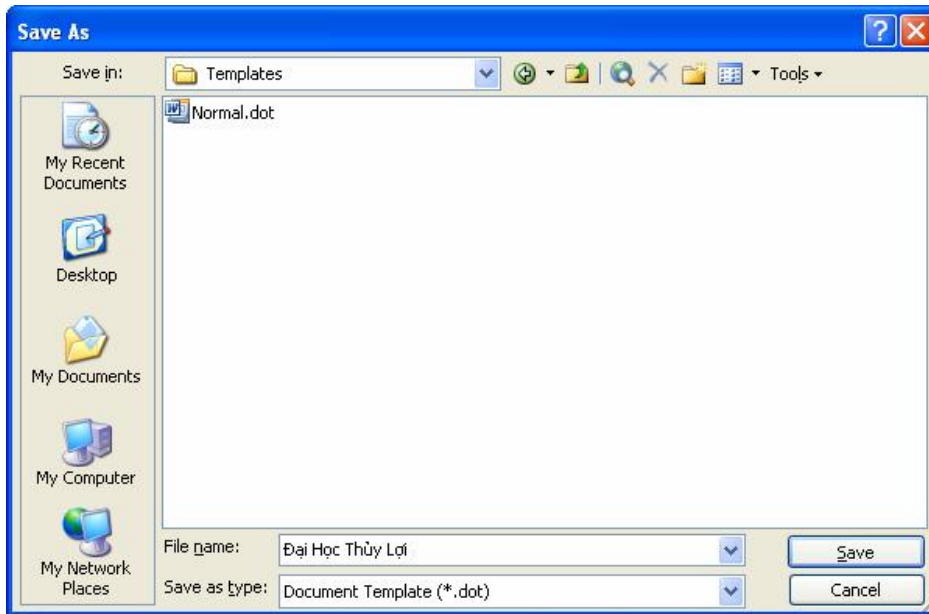 Save As
Save in:
Templates
Tools
Normal.dot
My Recent
Documents
Desktop
My Documents
My Computer
My Network
Places
File name:
Đại Học Thủy Lợi
Save
Save as type:
Document Template (*.dot)
Cancel